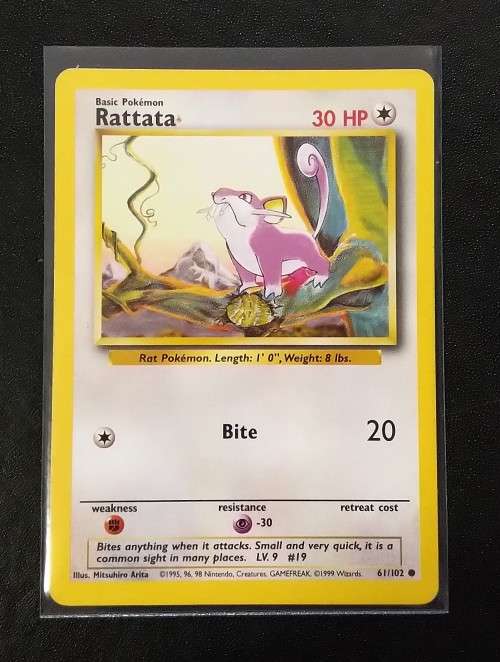 Basic Pokémon
Rattata
30 HP
Rat Pokémon. Length: 1' 0", Weight: 8 lbs.
Bite 20
weakness resistance retreat cost
-30
Bites anything when it attacks. Small and very quick, it is a
common sight in many places. LV. 9 #19
Illus. Mitsuhiro Arita ©1995, 96, 98 Nintendo, Creatures, GAMEFREAK. ©1999 Wizards. 61/102